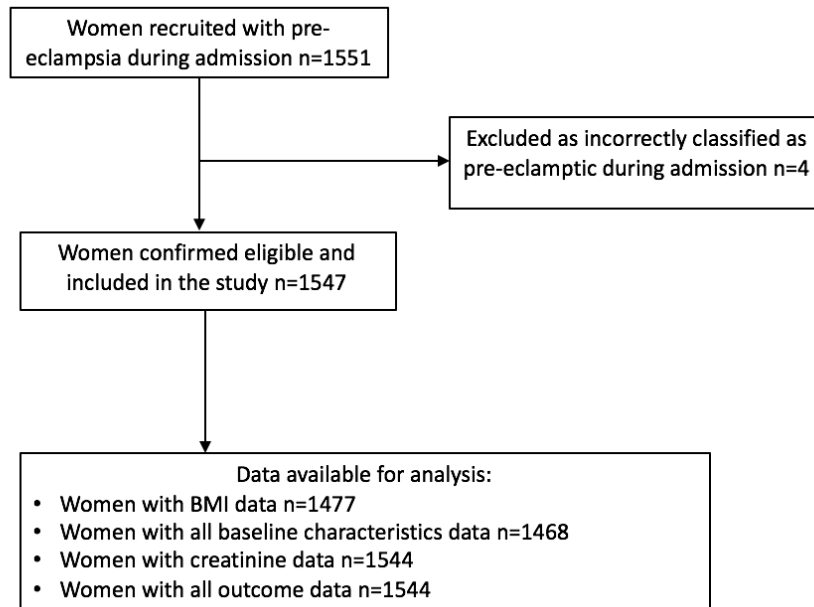 Women recruited with pre-
eclampsia during admission n=1551
Excluded as incorrectly classified as
pre-eclamptic during admission n=4
Women confirmed eligible and
included in the study n=1547
Data available for analysis:
• Women with BMI data n=1477
• Women with all baseline characteristics data n=1468
• Women with creatinine data n=1544
• Women with all outcome data n=1544